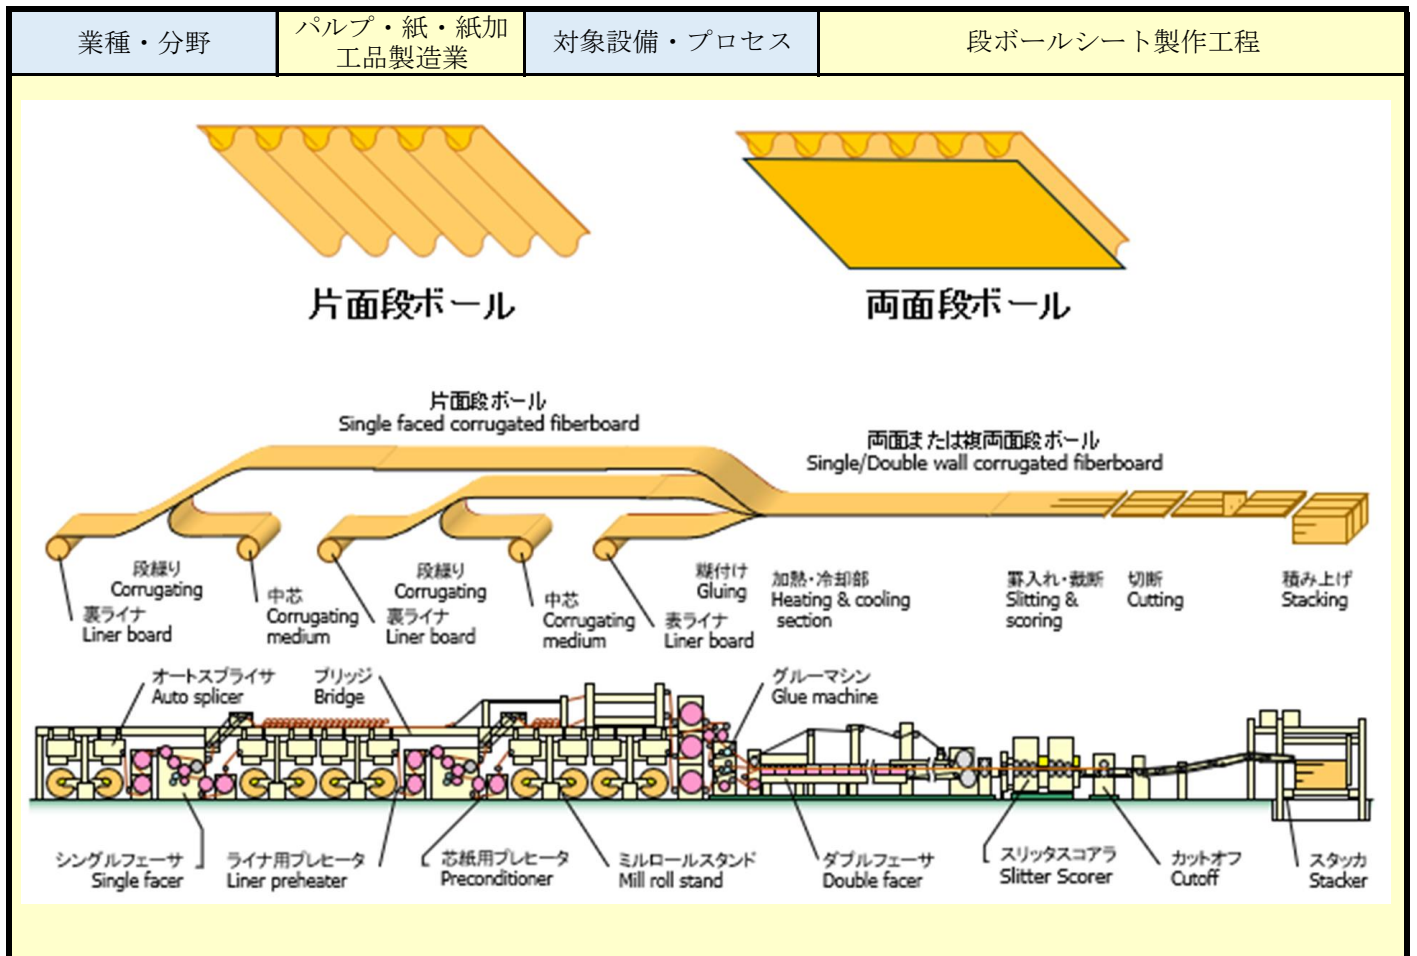 業種・分野
パルプ・紙・紙加
工品製造業
対象設備・プロセス
段ボールシート製作工程
片面段ボール
両面段ボール
片面段ボール
Single faced corrugated fiberboard
両面または複両面段ボール
Single/Double wall corrugated fiberboard
段繰り
Corrugating
裏ライナ
Liner board
中芯
Corrugating
medium
段繰り
Corrugating
裏ライナ
Liner board
中芯
Corrugating
medium
糊付け
Gluing
表ライナ
Liner board
加熱・冷却部
Heating & cooling
section
罫入れ・裁断
Slitting &
scoring
切断
Cutting
積み上げ
Stacking
オートスプライサ
Auto splicer
ブリッジ
Bridge
グルーマシン
Glue machine
シングルフェーサ
Single facer
ライナ用プレヒータ
Liner preheater
芯紙用プレヒータ
Preconditioner
ミルロールスタンド
Mill roll stand
ダブルフェーサ
Double facer
スリッタスコアラ
Slitter Scorer
カットオフ
Cutoff
スタッカ
Stacker